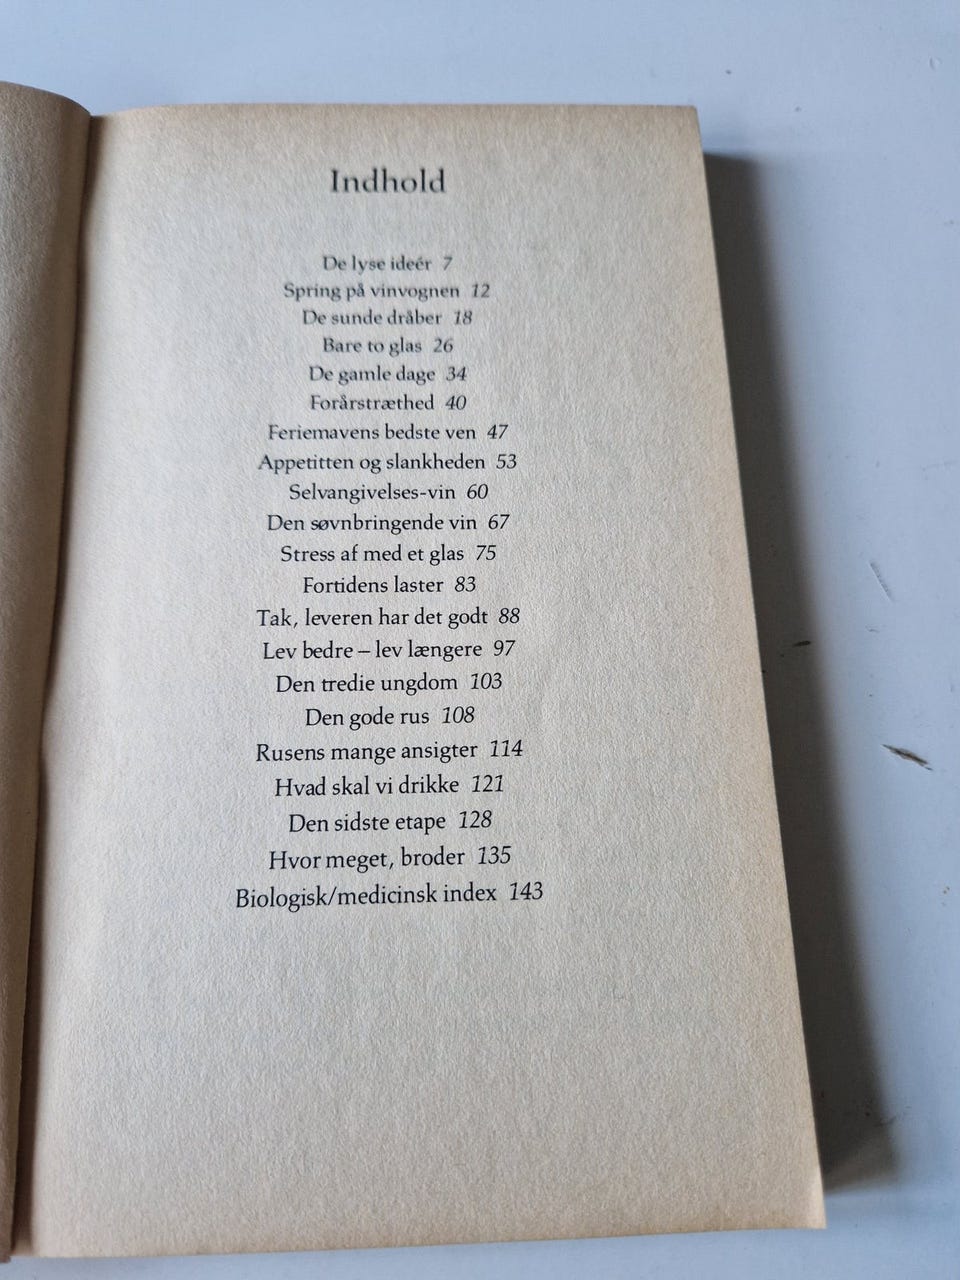 Indhold
De lyse ideér 7
Spring på vinvognen 12
De sunde dråber 18
Bare to glas 26
De gamle dage 34
Forårstræthed 40
Feriemavens bedste ven 47
Appetitten og slankheden 53
Selvangivelses-vin 60
Den søvnbringende vin 67
Stress af med et glas 75
Fortidens laster 83
Tak, leveren har det godt 88
Lev bedre – lev længere 97
Den tredie ungdom 103
Den gode rus 108
Rusens mange ansigter 114
Hvad skal vi drikke 121
Den sidste etape 128
Hvor meget, broder 135
Biologisk/medicinsk index 143